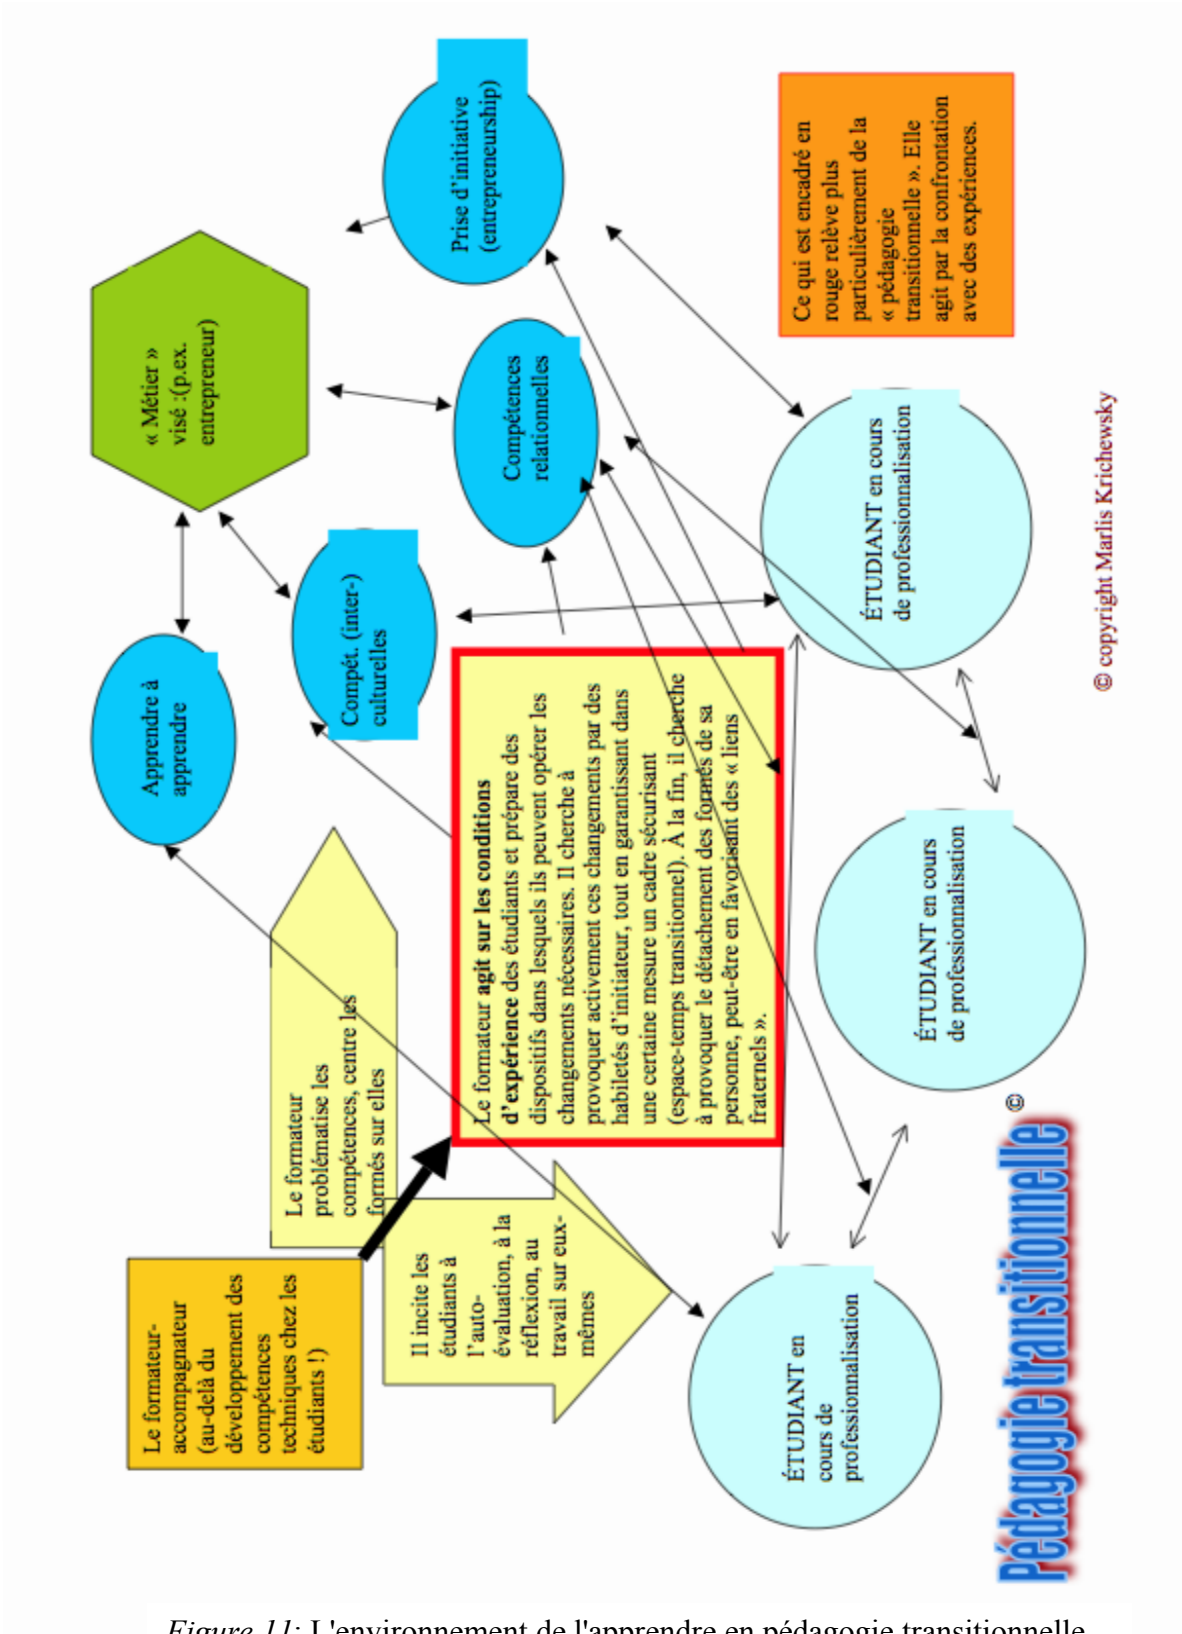 Le formateur-
accompagnateur
(au-delà du
développement des
compétences
techniques chez les
étudiants !)
Le formateur
problématise les
compétences, centre les
formés sur elles
Il incite les
étudiants à
l'auto-
évaluation, à la
réflexion, au
travail sur eux-
mêmes
Apprendre à
apprendre
« Métier »
visé :(p.ex.
entrepreneur)
Compét. (inter-)
culturelles
Compétences
relationnelles
Prise d'initiative
(entrepreneurship)
Le formateur agit sur les conditions
d'expérience des étudiants et prépare des
dispositifs dans lesquels ils peuvent opérer les
changements nécessaires. Il cherche à
provoquer activement ces changements par des
habiletés d'initiateur, tout en garantissant dans
une certaine mesure un cadre sécurisant
(espace-temps transitionnel). À la fin, il cherche
à provoquer le détachement des formés de sa
personne, peut-être en favorisant des « liens
fraternels ».
Ce qui est encadré en
rouge relève plus
particulièrement de la
« pédagogie
transitionnelle ». Elle
agit par la confrontation
avec des expériences.
ÉTUDIANT en
cours de
professionnalisation
ÉTUDIANT en cours
de professionnalisation
ÉTUDIANT en cours
de professionnalisation
Pédagogie transitionnelle ©
© copyright Marlis Krichewsky
Figure 11: L'environnement de l'apprendre en pédagogie transitionnelle